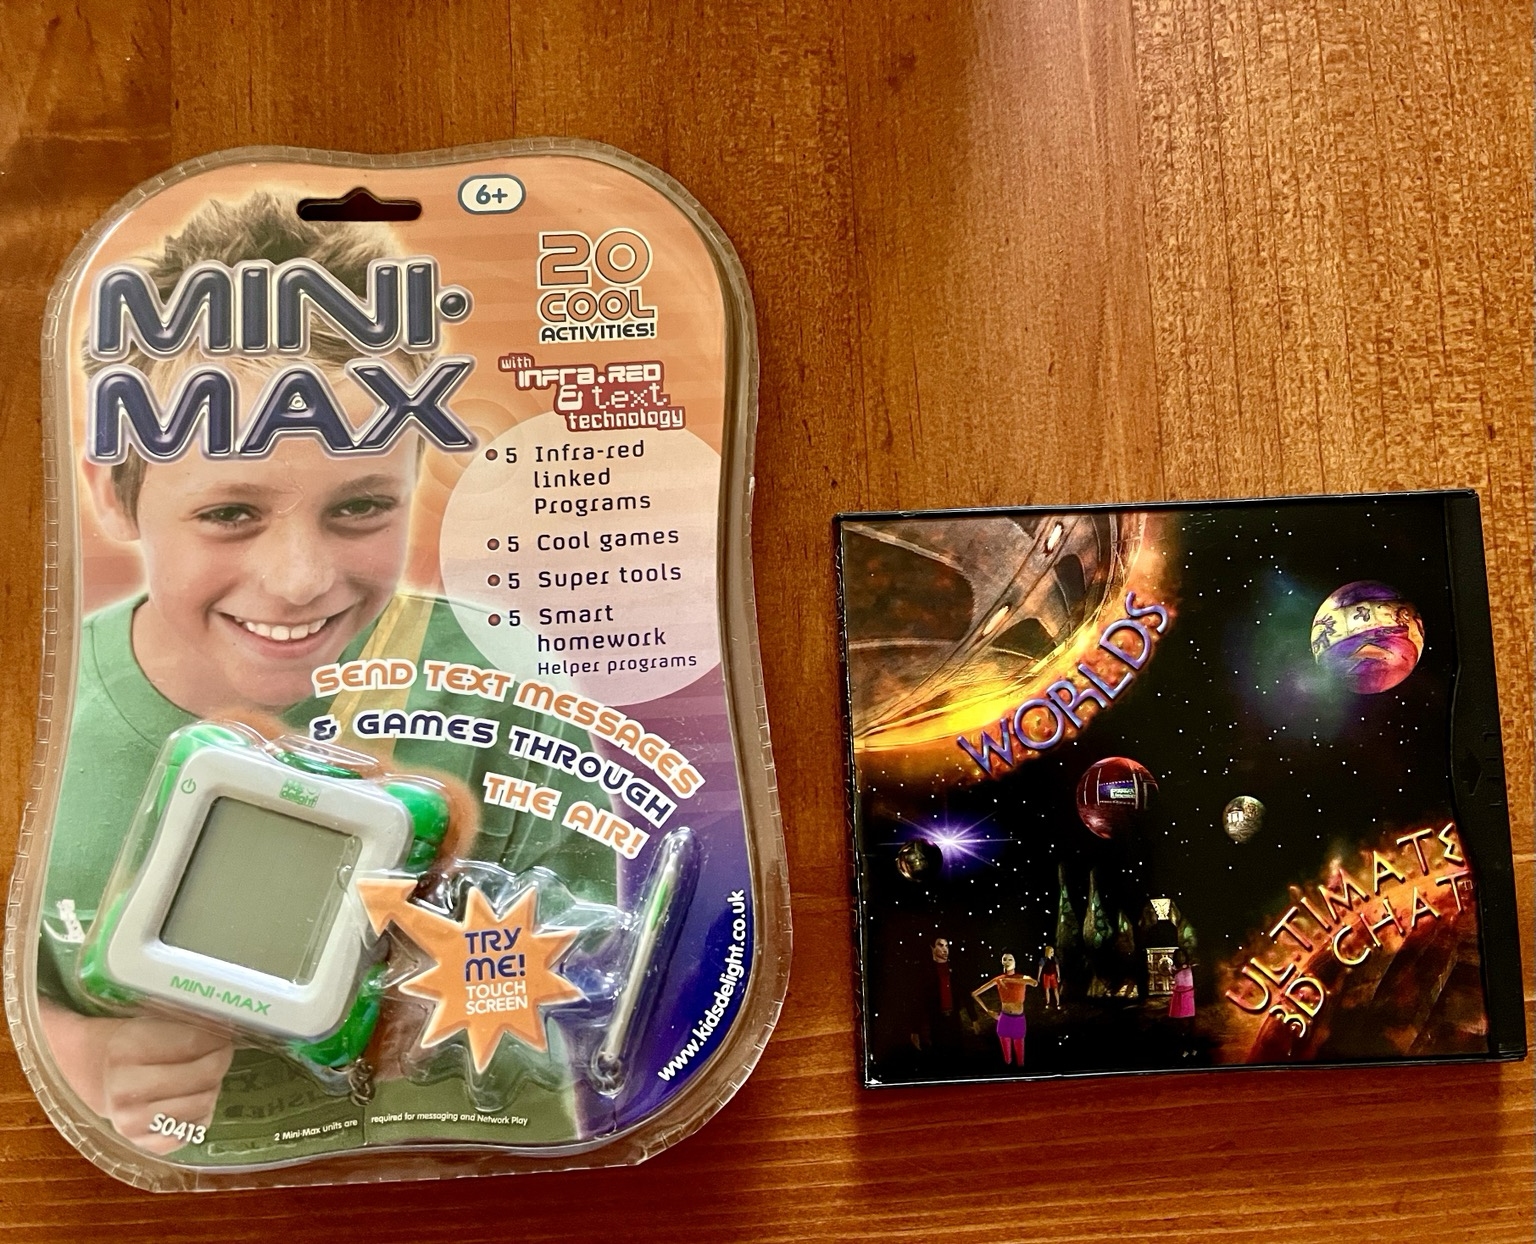 6+
MINI·
MAX
20
COOL
ACTIVITIES!
with
infra.RED
& text
technology
5 Infra-red
linked
Programs
5 Cool games
5 Super tools
5 Smart
homework
Helper programs
SEND TEXT MESSAGES
& GAMES THROUGH
THE AIR!
MINI·MAX
TRY
ME!
TOUCH
SCREEN
www.kidsdelight.co.uk
S0413
2 Mini-Max units are required for messaging and Network Play
WORLDS
ULTIMATE
3D CHAT